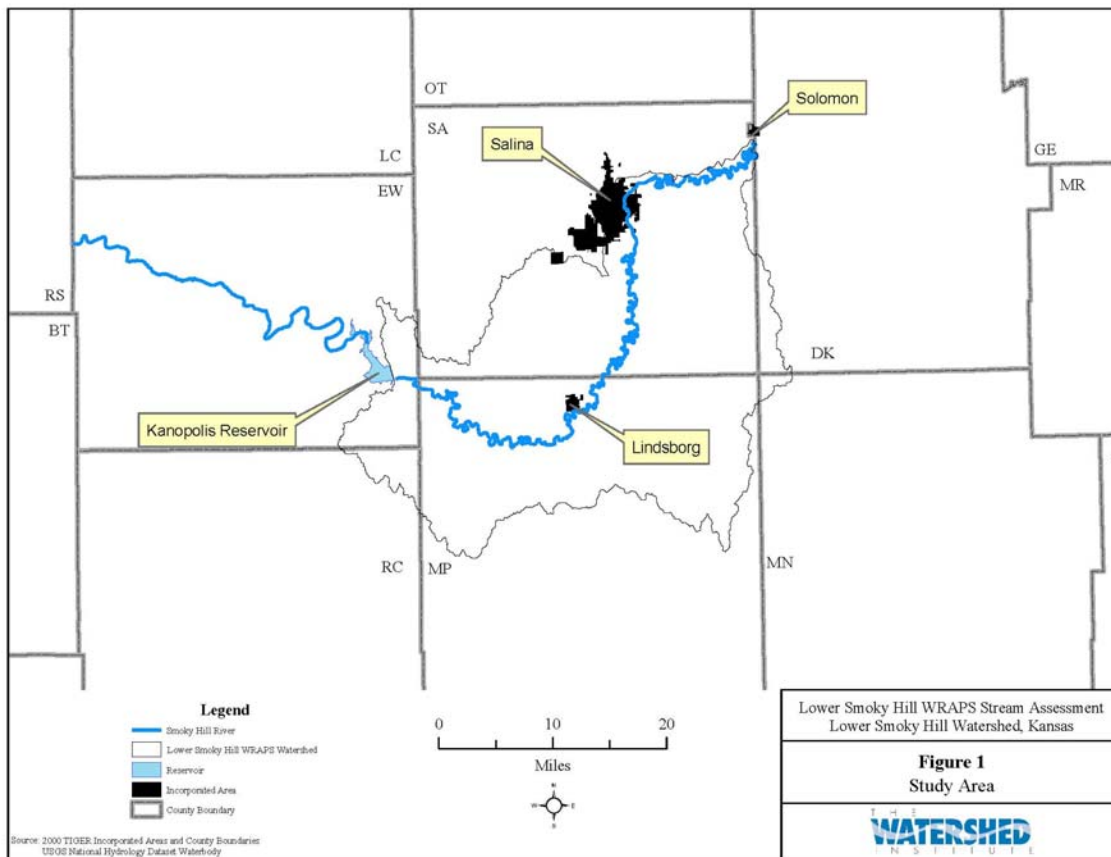 OT
Solomon
SA
Salina
LC
GE
EW
MR
RS
BT
DK
Kanopolis Reservoir
Lindsborg
RC
MP
MN
Legend
Smoky Hill River
Lower Smoky Hill WRAPS Watershed
Reservoir
Incorporated Area
County Boundary
Source: 2000 TIGER Incorporated Areas and County Boundaries
USGS National Hydrology Dataset Waterbody
0 10 20
Miles
N
W E
S
Lower Smoky Hill WRAPS Stream Assessment
Lower Smoky Hill Watershed, Kansas
Figure 1
Study Area
THE
WATERSHED
INSTITUTE